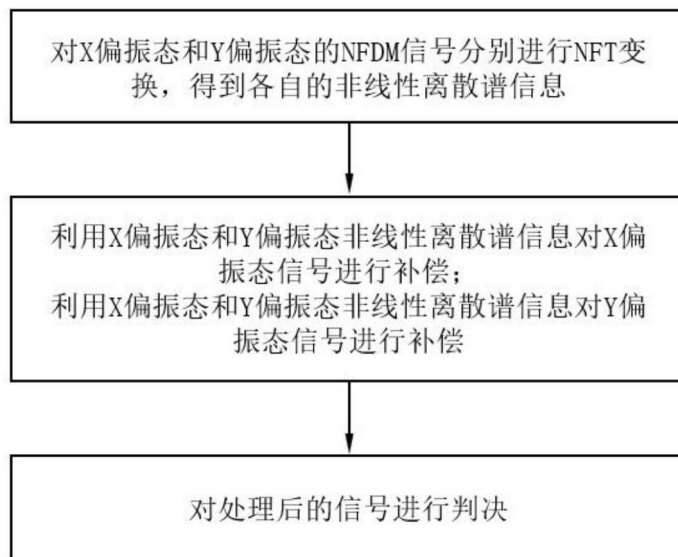 对X偏振态和Y偏振态的NFDM信号分别进行NFT变
换，得到各自的非线性离散谱信息
利用X偏振态和Y偏振态非线性离散谱信息对X偏
振态信号进行补偿；
利用X偏振态和Y偏振态非线性离散谱信息对Y偏
振态信号进行补偿
对处理后的信号进行判决